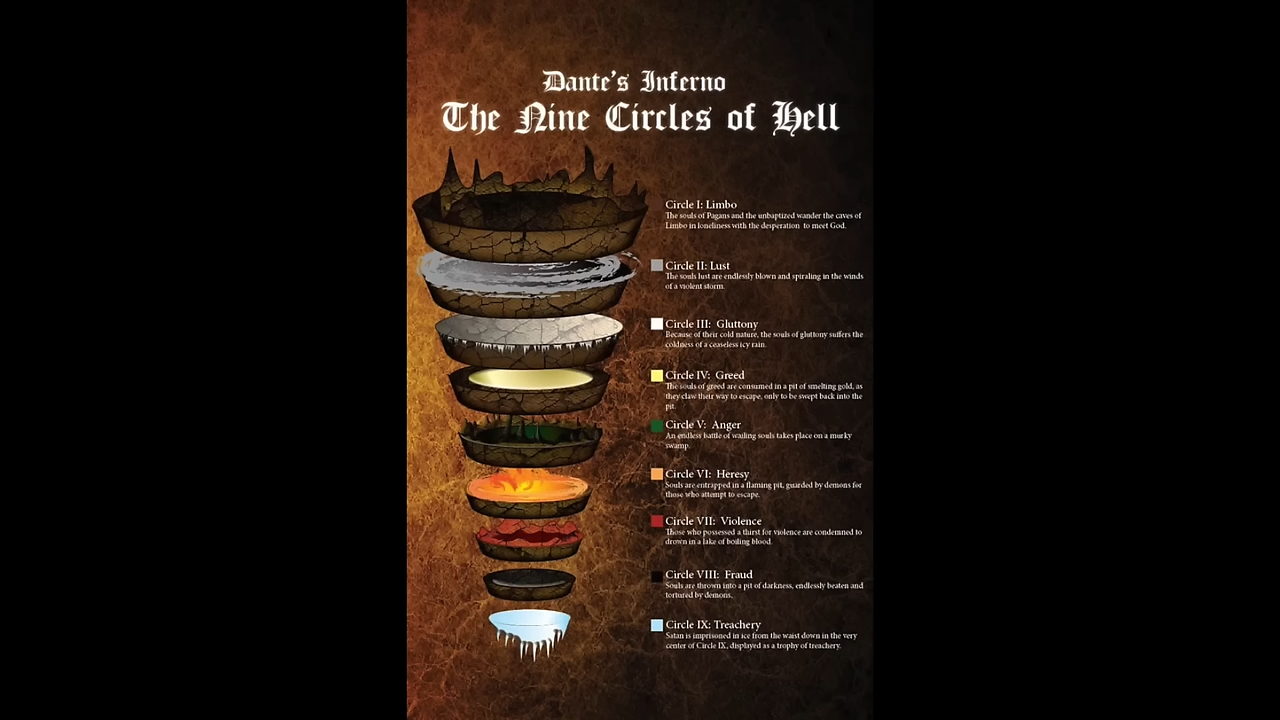 Dante's Inferno
The Nine Circles of Hell
Circle I: Limbo
The souls of Pagans and the unbaptized wander the caves of
Limbo in loneliness with the desperation to meet God.
Circle II: Lust
The souls lust are endlessly blown and spiraling in the winds
of a violent storm.
Circle III: Gluttony
Because of their cold nature, the souls of gluttony suffers the
coldness of a ceaseless icy rain.
Circle IV: Greed
The souls of greed are consumed in a pit of smelting gold, as
they claw their way to escape, only to be swept back into the
pit.
Circle V: Anger
An endless battle of wailing souls takes place on a murky
swamp.
Circle VI: Heresy
Souls are entrapped in a flaming pit, guarded by demons for
those who attempt to escape.
Circle VII: Violence
Those who possessed a thirst for violence are condemned to
drown in a lake of boiling blood.
Circle VIII: Fraud
Souls are thrown into a pit of darkness, endlessly beaten and
tortured by demons.
Circle IX: Treachery
Satan is imprisoned in ice from the waist down in the very
center of Circle IX, displayed as a trophy of treachery.